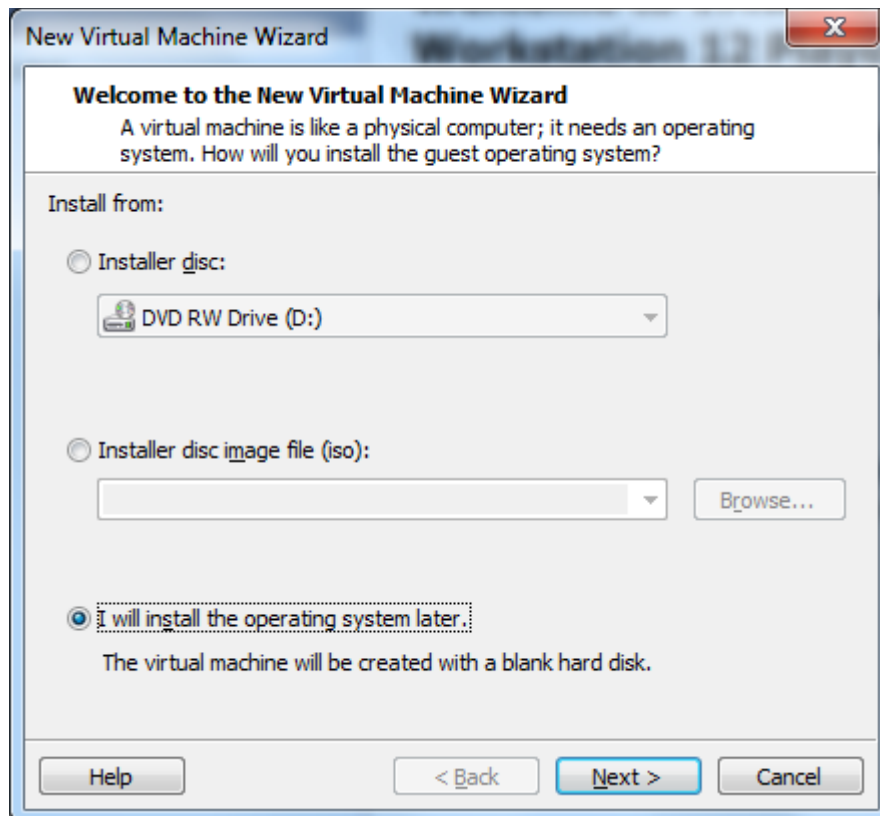 New Virtual Machine Wizard
Workstation 12
Welcome to the New Virtual Machine Wizard
A virtual machine is like a physical computer; it needs an operating
system. How will you install the guest operating system?
Install from:
Installer disc:
DVD RW Drive (D:)
Installer disc image file (iso):
Browse...
I will install the operating system later.
The virtual machine will be created with a blank hard disk.
Help
< Back
Next >
Cancel